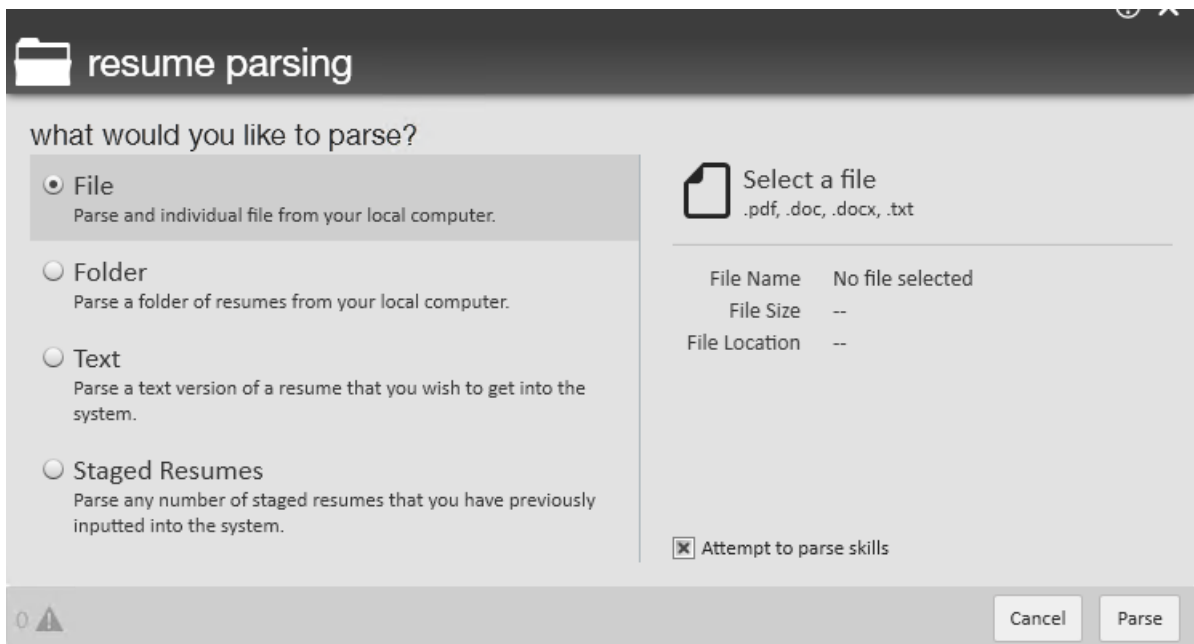 resume parsing
what would you like to parse?
File
Parse and individual file from your local computer.
Folder
Parse a folder of resumes from your local computer.
Text
Parse a text version of a resume that you wish to get into the
system.
Staged Resumes
Parse any number of staged resumes that you have previously
inputted into the system.
Select a file
.pdf, .doc, .docx, .txt
File Name No file selected
File Size --
File Location --
Attempt to parse skills
0
Cancel Parse